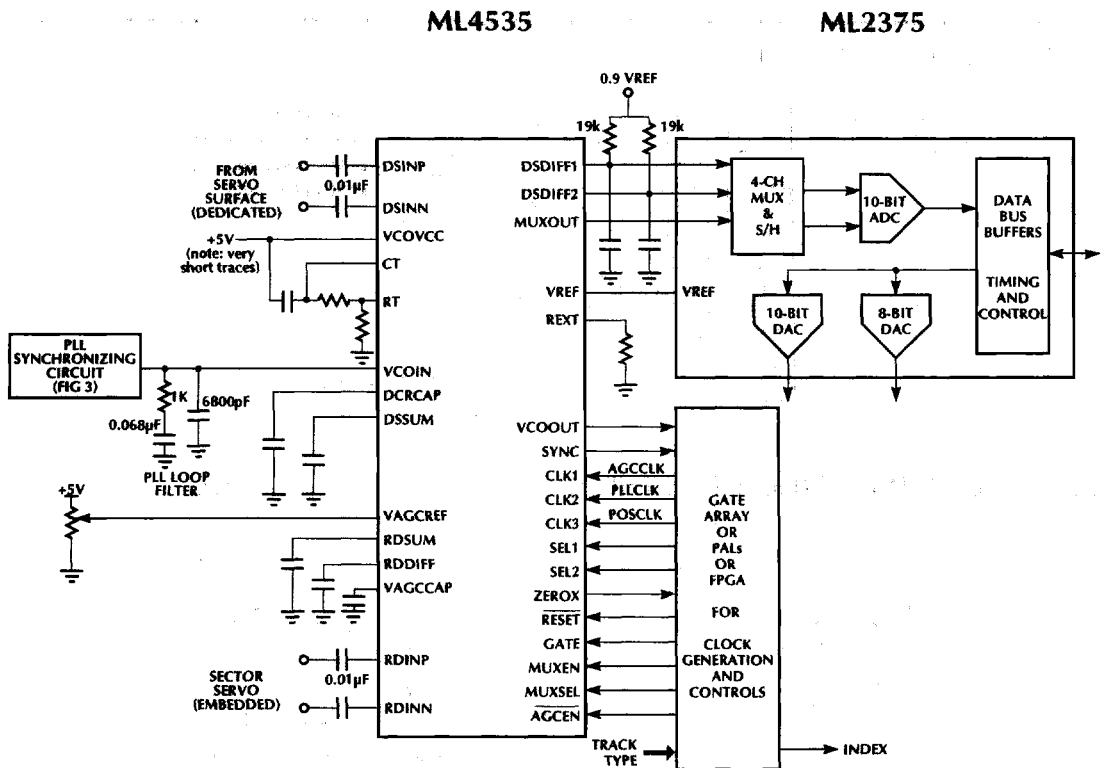 ML4535
ML2375
0.9 VREF
19k
19k
FROM
SERVO
SURFACE
(DEDICATED)
0.01µF
DSINP
DSINN
+5V
(note: very
short traces)
VCOVCC
CT
RT
PLL
SYNCHRONIZING
CIRCUIT
(FIG 3)
1K
6800pF
0.068µF
PLL LOOP
FILTER
VCOIN
DCRCAP
DSSUM
+5V
VAGCREF
RDSUM
RDDIFF
VAGCCAP
SECTOR
SERVO
(EMBEDDED)
0.01µF
RDINP
RDINN
DSDIFF1
DSDIFF2
MUXOUT
VREF
REXT
VCOOUT
SYNC
CLK1
CLK2
CLK3
SEL1
SEL2
ZEROX
RESET
GATE
MUXEN
MUXSEL
AGCEN
AGCCLK
PLLCLK
POSCLK
4-CH
MUX
&
S/H
10-BIT
ADC
DATA
BUS
BUFFERS
TIMING
AND
CONTROL
VREF
10-BIT
DAC
8-BIT
DAC
GATE
ARRAY
OR
PALs
OR
FPGA
FOR
CLOCK
GENERATION
AND
CONTROLS
TRACK
TYPE
INDEX